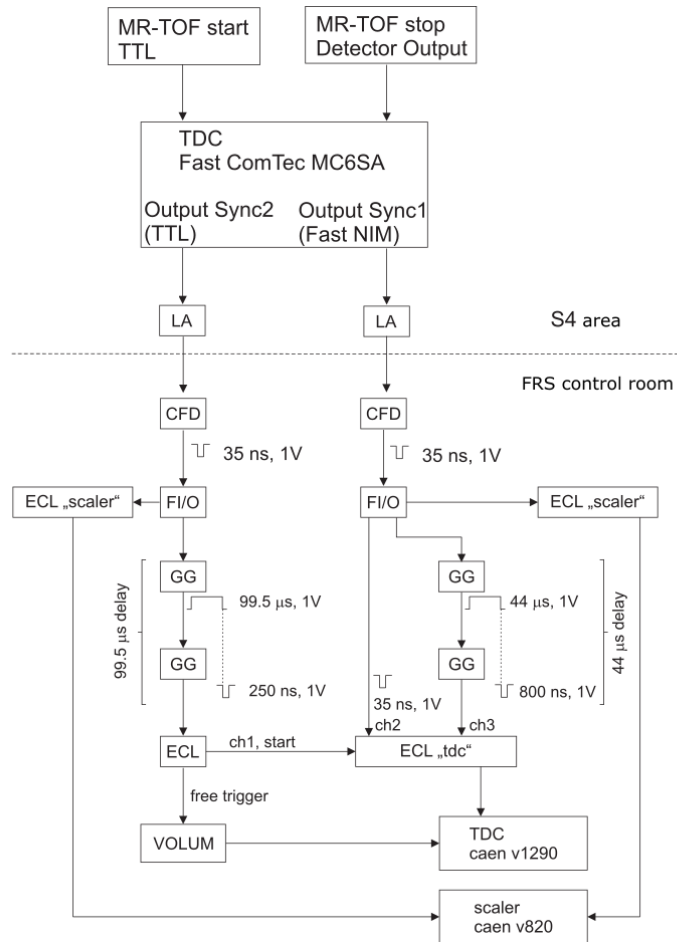 MR-TOF start
TTL
MR-TOF stop
Detector Output
TDC
Fast ComTec MC6SA
Output Sync2
(TTL)
Output Sync1
(Fast NIM)
LA
LA
S4 area
FRS control room
CFD
CFD
35 ns, 1V
35 ns, 1V
ECL „scaler“
FI/O
FI/O
ECL „scaler“
99.5 μs delay
GG
99.5 μs, 1V
GG
250 ns, 1V
GG
44 μs, 1V
GG
800 ns, 1V
44 μs delay
35 ns, 1V
ch2
ch3
ECL
ch1, start
ECL „tdc“
free trigger
VOLUM
TDC
caen v1290
scaler
caen v820